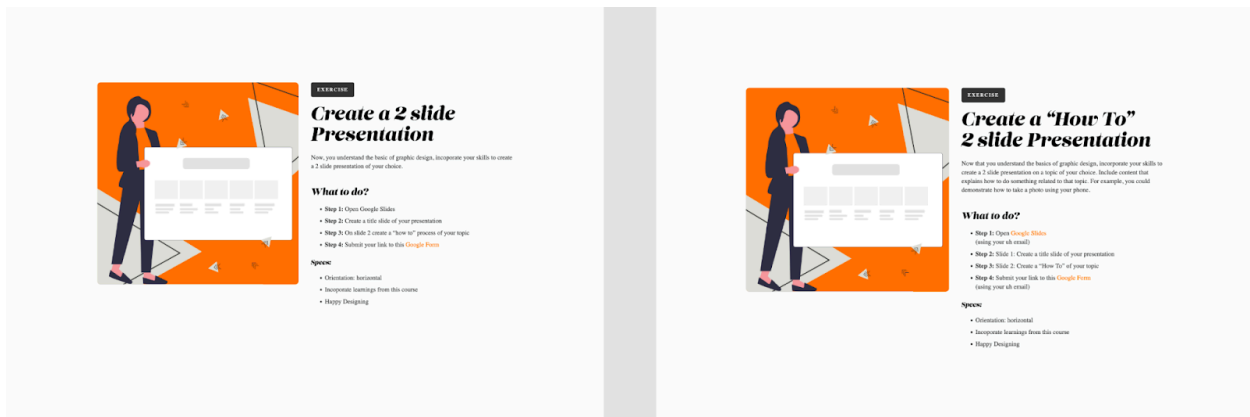 EXERCISE
Create a 2 slide
Presentation
Now, you understand the basic of graphic design, incoporate your skills to create
a 2 slide presentation of your choice.
What to do?
• Step 1: Open Google Slides
• Step 2: Create a title slide of your presentation
• Step 3: On slide 2 create a “how to” process of your topic
• Step 4: Submit your link to this Google Form
Specs:
• Orientation: horizontal
• Incoporate learnings from this course
• Happy Designing
EXERCISE
Create a “How To”
2 slide Presentation
Now that you understand the basics of graphic design, incorporate your skills to
create a 2 slide presentation on a topic of your choice. Include content that
explains how to do something related to that topic. For example, you could
demonstrate how to take a photo using your phone.
What to do?
• Step 1: Open Google Slides
(using your uh email)
• Step 2: Slide 1: Create a title slide of your presentation
• Step 3: Slide 2: Create a “How To” of your topic
• Step 4: Submit your link to this Google Form
(using your uh email)
Specs:
• Orientation: horizontal
• Incorporate learnings from this course
• Happy Designing